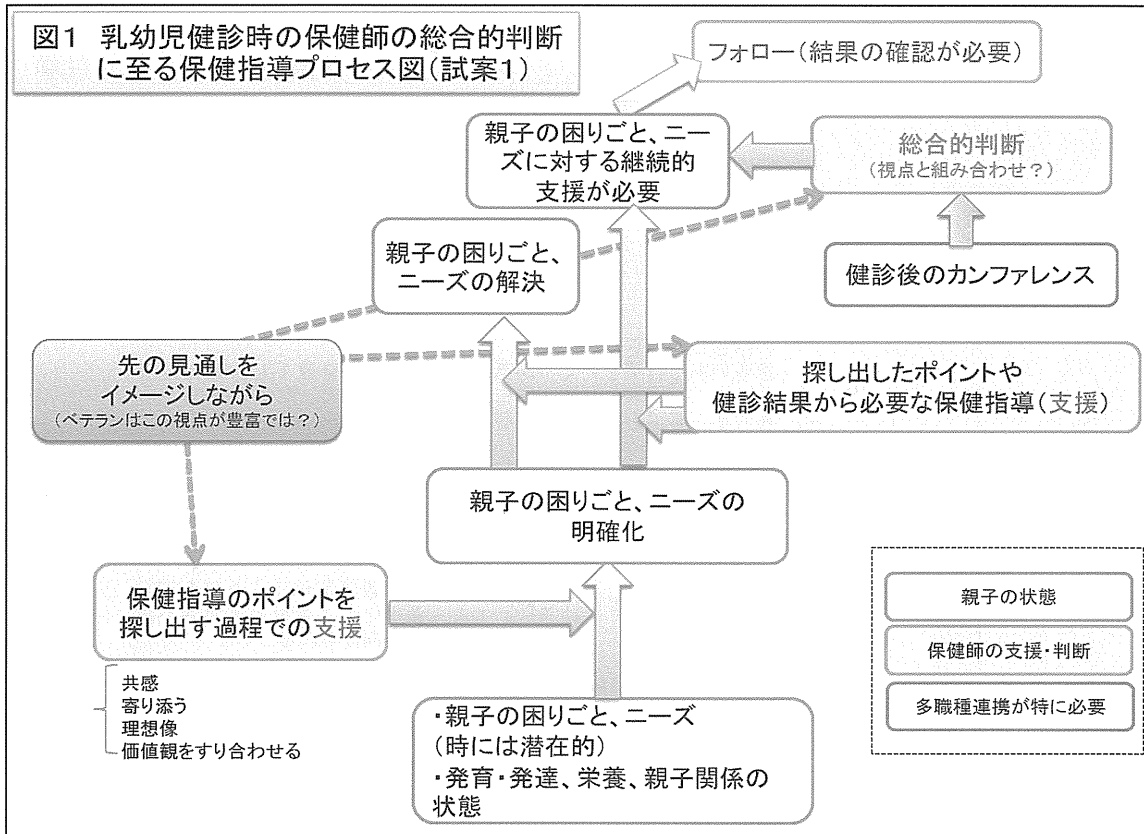 図1 乳幼児健診時の保健師の総合的判断
に至る保健指導プロセス図(試案1)
フォロー(結果の確認が必要)
親子の困りごと、ニー
ズに対する継続的
支援が必要
総合的判断
(視点と組み合わせ?)
親子の困りごと、
ニーズの解決
健診後のカンファレンス
先の見通しを
イメージしながら
(ベテランはこの視点が豊富では?)
探し出したポイントや
健診結果から必要な保健指導(支援)
親子の困りごと、ニーズの
明確化
保健指導のポイントを
探し出す過程での支援
共感
寄り添う
理想像
価値観をすり合わせる
・親子の困りごと、ニーズ
(時には潜在的)
・発育・発達、栄養、親子関係の
状態
親子の状態
保健師の支援・判断
多職種連携が特に必要